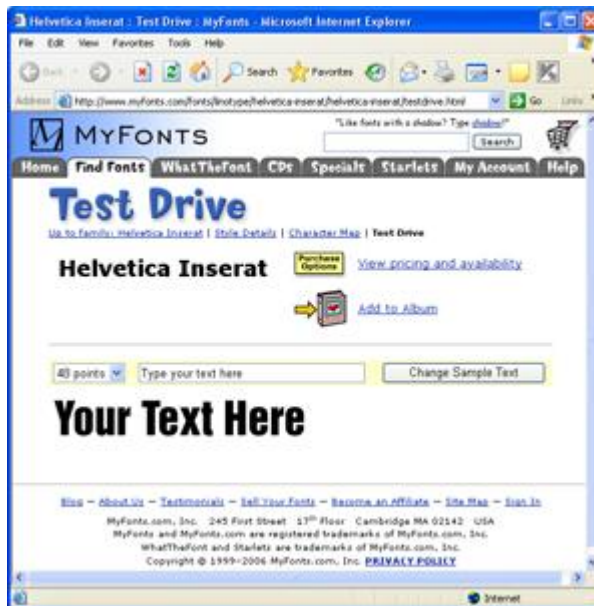 Helvetica Inserat : Test Drive : MyFonts - Microsoft Internet Explorer
File Edit View Favorites Tools Help
Back Search Favorites
Address http://www.myfonts.com/fonts/linotype/helvetica-inserat/helvetica-inserat/testdrive.html Go Links
MYFONTS "Like fonts with a shadow? Type shadow!"
Search
Home Find Fonts WhatTheFont CDs Specials Starlets My Account Help
Test Drive
Up to family: Helvetica Inserat | Style Details | Character Map | Test Drive
Helvetica Inserat Purchase Options View pricing and availability
Add to Album
48 points Type your text here Change Sample Text
Your Text Here
Blog — About Us — Testimonials — Sell Your Fonts — Become an Affiliate — Site Map — Sign In
MyFonts.com, Inc. 245 First Street 17th Floor Cambridge MA 02142 USA
MyFonts and MyFonts.com are registered trademarks of MyFonts.com, Inc.
WhatTheFont and Starlets are trademarks of MyFonts.com, Inc.
Copyright © 1999-2006 MyFonts.com, Inc. PRIVACY POLICY
Internet